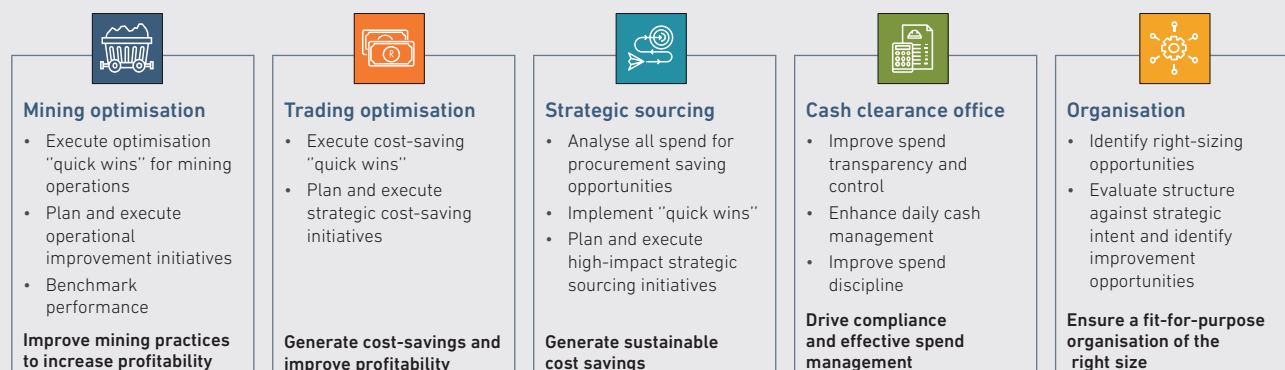 R
Mining optimisation
• Execute optimisation
‘‘quick wins’’ for mining
operations
• Plan and execute
operational
improvement initiatives
• Benchmark
performance
Improve mining practices
to increase profitability
Trading optimisation
• Execute cost-saving
‘‘quick wins’’
• Plan and execute
strategic cost-saving
initiatives
Generate cost-savings and
improve profitability
Strategic sourcing
• Analyse all spend for
procurement saving
opportunities
• Implement ‘‘quick wins’’
• Plan and execute
high-impact strategic
sourcing initiatives
Generate sustainable
cost savings
Cash clearance office
• Improve spend
transparency and
control
• Enhance daily cash
management
• Improve spend
discipline
Drive compliance
and effective spend
management
Organisation
• Identify right-sizing
opportunities
• Evaluate structure
against strategic
intent and identify
improvement
opportunities
Ensure a fit-for-purpose
organisation of the
right size